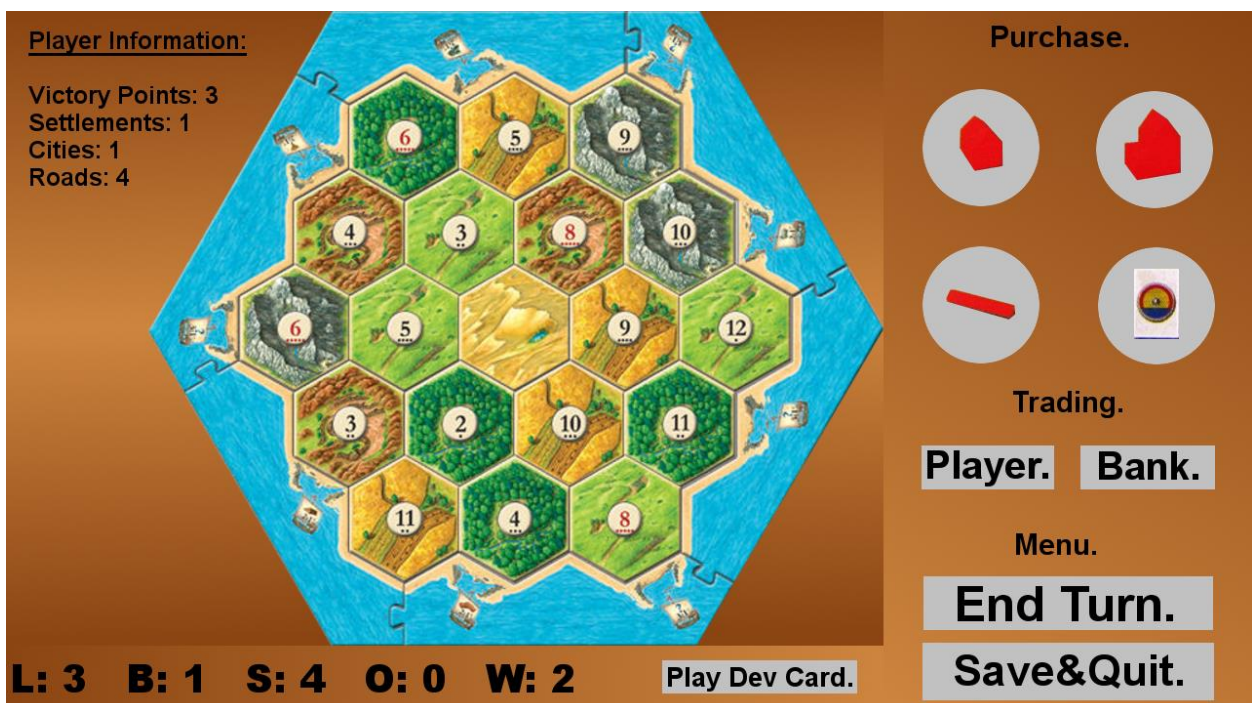 Player Information:
Victory Points: 3
Settlements: 1
Cities: 1
Roads: 4
6
5
9
4
3
8
10
6
5
9
12
3
2
10
11
11
4
8
Purchase.
Trading.
Player. Bank.
Menu.
End Turn.
Save&Quit.
L: 3 B: 1 S: 4 O: 0 W: 2
Play Dev Card.